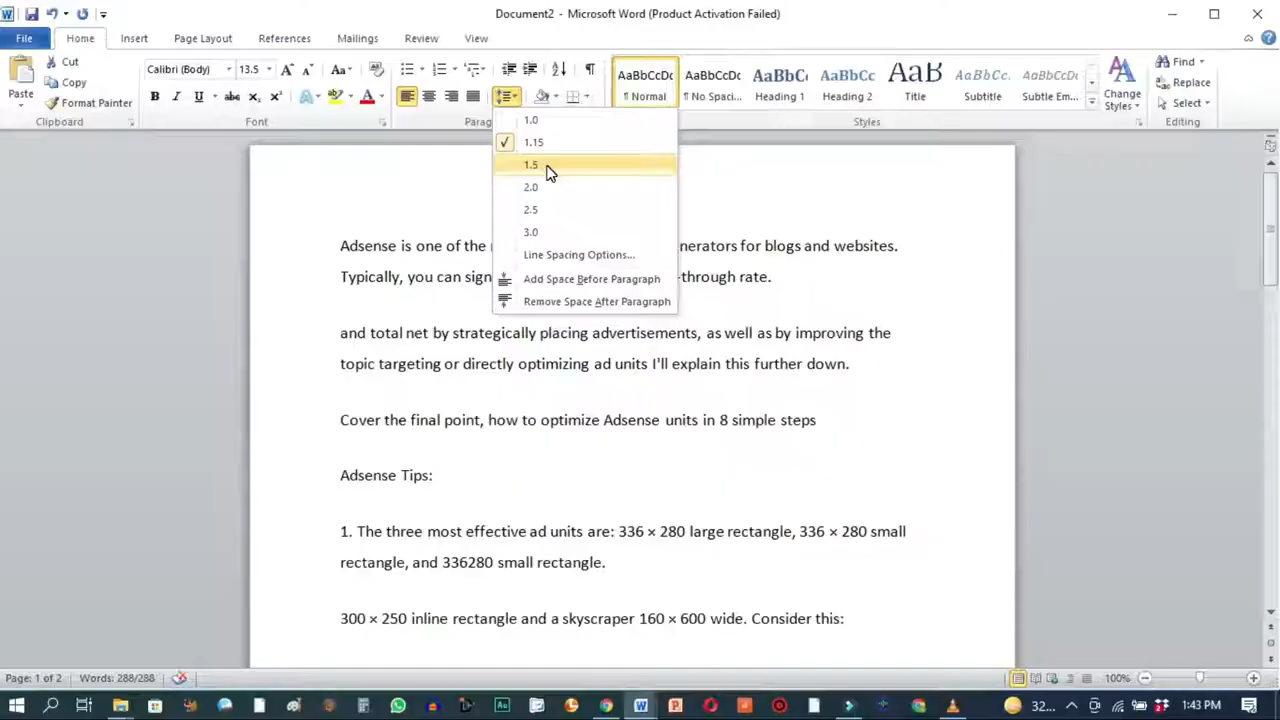 Document2 - Microsoft Word (Product Activation Failed)
File Home Insert Page Layout References Mailings Review View
Paste
Cut
Copy
Format Painter
Clipboard
Calibri (Body) 13.5
Font
AaBbCcDc AaBbCcDc AaBbCc AaBbCc AaB AaBbCcL AaBbCcDc
¶ Normal ¶ No Spaci... Heading 1 Heading 2 Title Subtitle Subtle Em...
Change Styles
Styles
Find
Replace
Select
Editing
Parag
1.0
1.15
1.5
2.0
2.5
3.0
Line Spacing Options...
Add Space Before Paragraph
Remove Space After Paragraph
Adsense is one of the nerators for blogs and websites.
Typically, you can sign -through rate.
and total net by strategically placing advertisements, as well as by improving the
topic targeting or directly optimizing ad units I'll explain this further down.
Cover the final point, how to optimize Adsense units in 8 simple steps
Adsense Tips:
1. The three most effective ad units are: 336 × 280 large rectangle, 336 × 280 small
rectangle, and 336280 small rectangle.
300 × 250 inline rectangle and a skyscraper 160 × 600 wide. Consider this:
Page: 1 of 2 Words: 288/288 100%
32... 1:43 PM